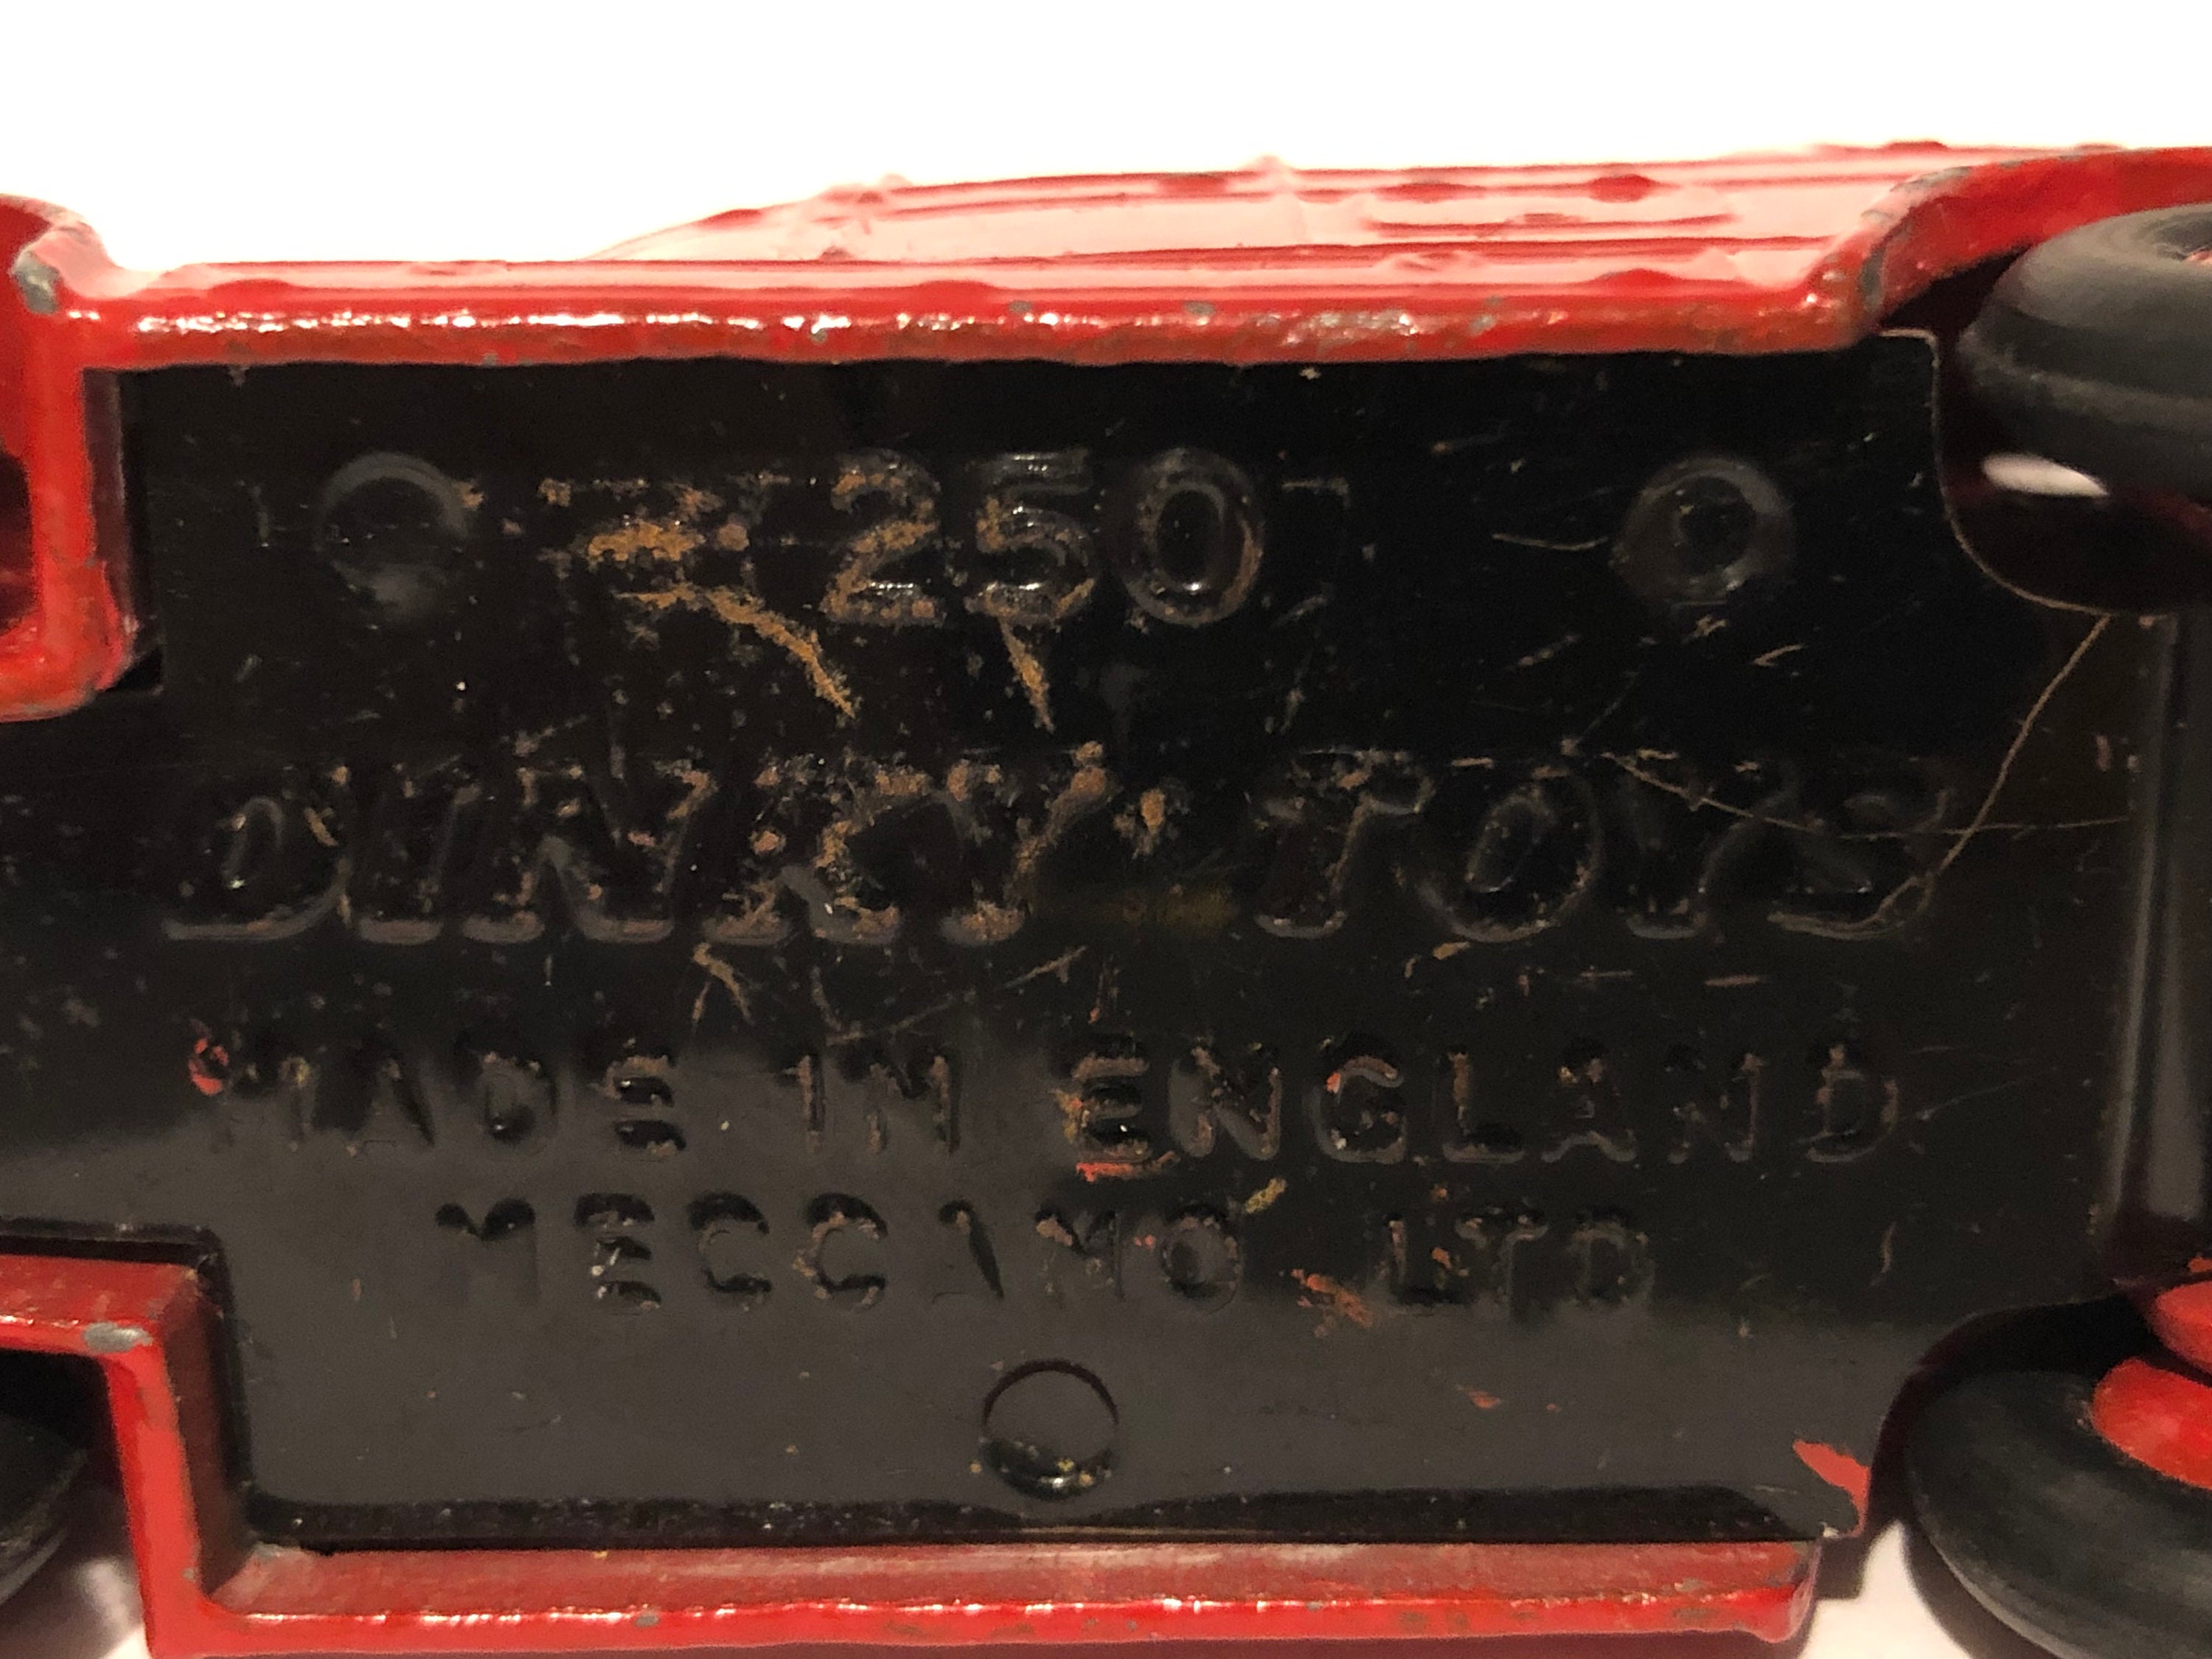 250
DINKY TOYS
MADE IN ENGLAND
MECCANO LTD